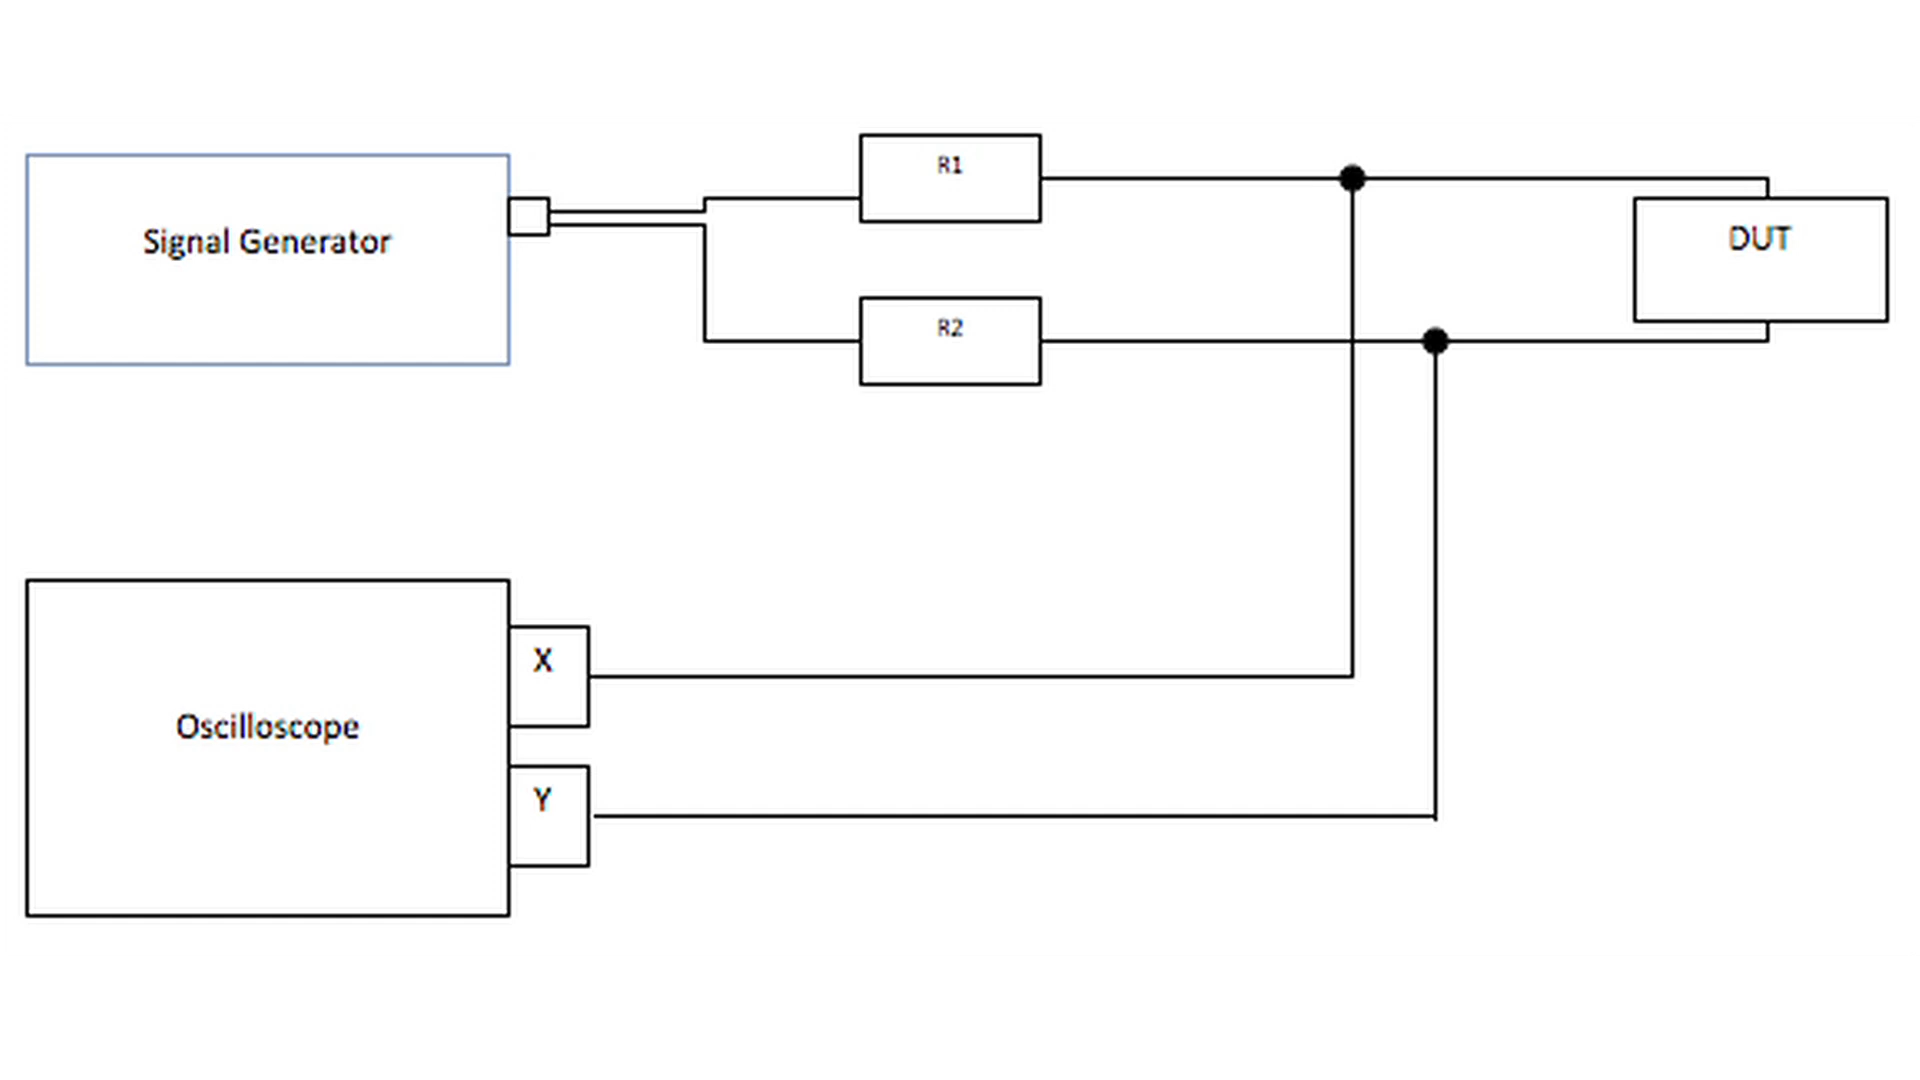 R1
Signal Generator
DUT
R2
X
Oscilloscope
Y